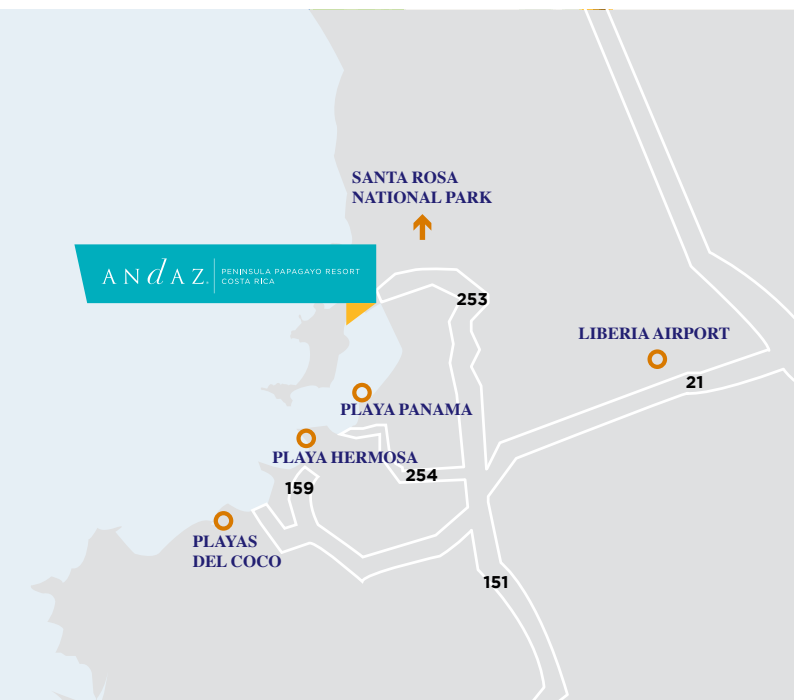 SANTA ROSA
NATIONAL PARK
ANdAZ.
PENINSULA PAPAGAYO RESORT
COSTA RICA
253
LIBERIA AIRPORT
21
PLAYA PANAMA
PLAYA HERMOSA
254
159
PLAYAS
DEL COCO
151